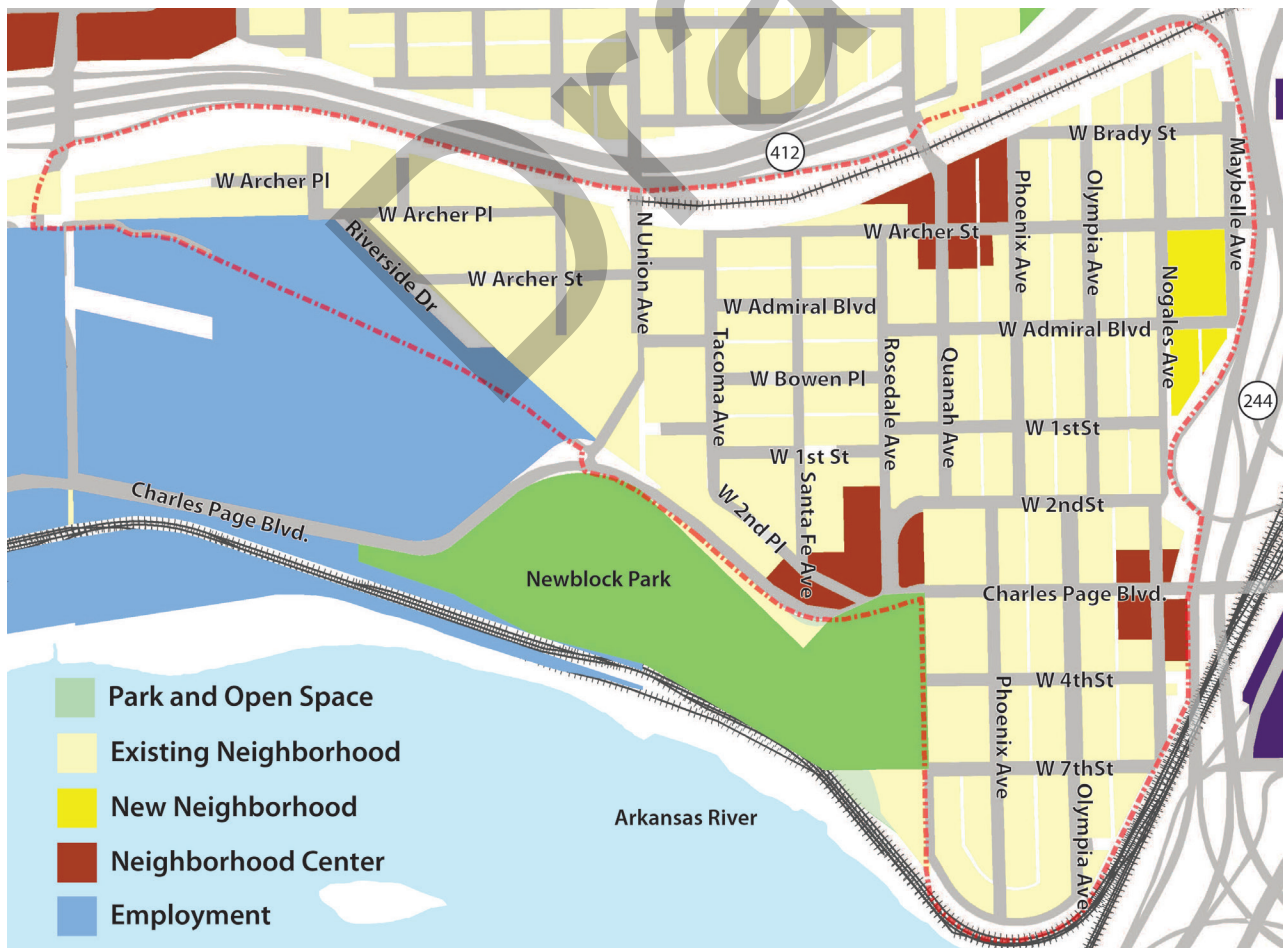 Dra
412
W Brady St
W Archer Pl
W Archer Pl
Riverside Dr
W Archer St
N Union Ave
W Archer St
Phoenix Ave
Olympia Ave
Maybelle Ave
Nogales Ave
W Admiral Blvd
W Admiral Blvd
Tacoma Ave
W Bowen Pl
Rosedale Ave
Quanah Ave
244
W 1stSt
W 1st St
Santa Fe Ave
W 2nd Pl
W 2ndSt
Charles Page Blvd.
Newblock Park
Charles Page Blvd.
W 4thSt
Phoenix Ave
W 7thSt
Olympia Ave
Arkansas River
Park and Open Space
Existing Neighborhood
New Neighborhood
Neighborhood Center
Employment